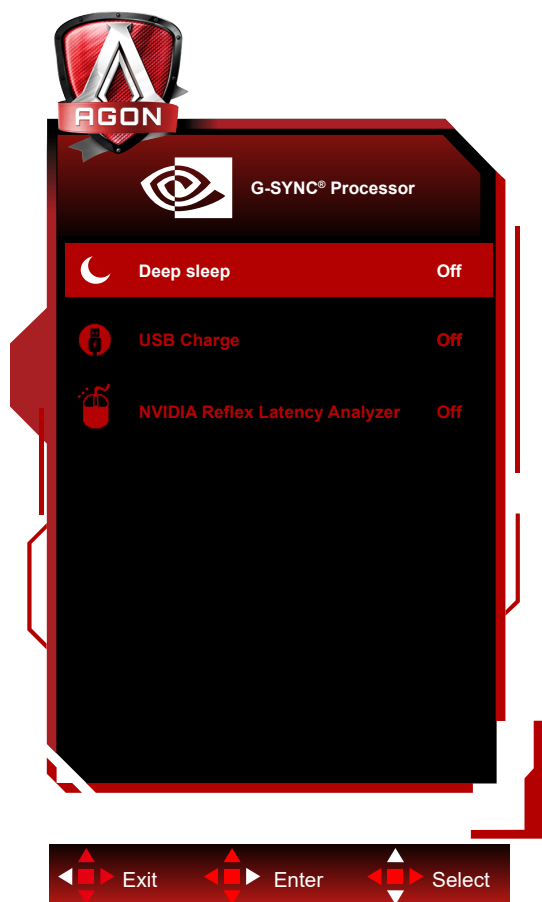 AGON
G-SYNC® Processor
Deep sleep Off
USB Charge Off
NVIDIA Reflex Latency Analyzer Off
Exit Enter Select